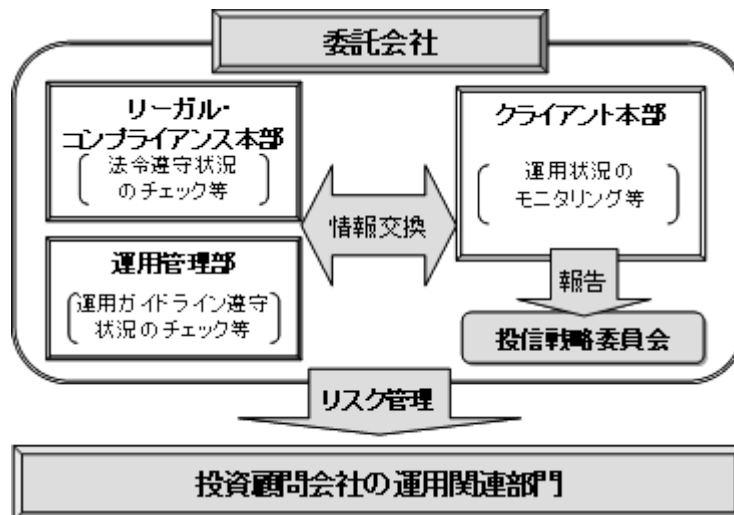 委託会社
リーガル・
コンプライアンス本部
法令遵守状況
のチェック等
運用管理部
運用ガイドライン遵守
状況のチェック等
情報交換
クライアント本部
運用状況の
モニタリング等
報告
投信戦略委員会
リスク管理
投資顧問会社の運用関連部門